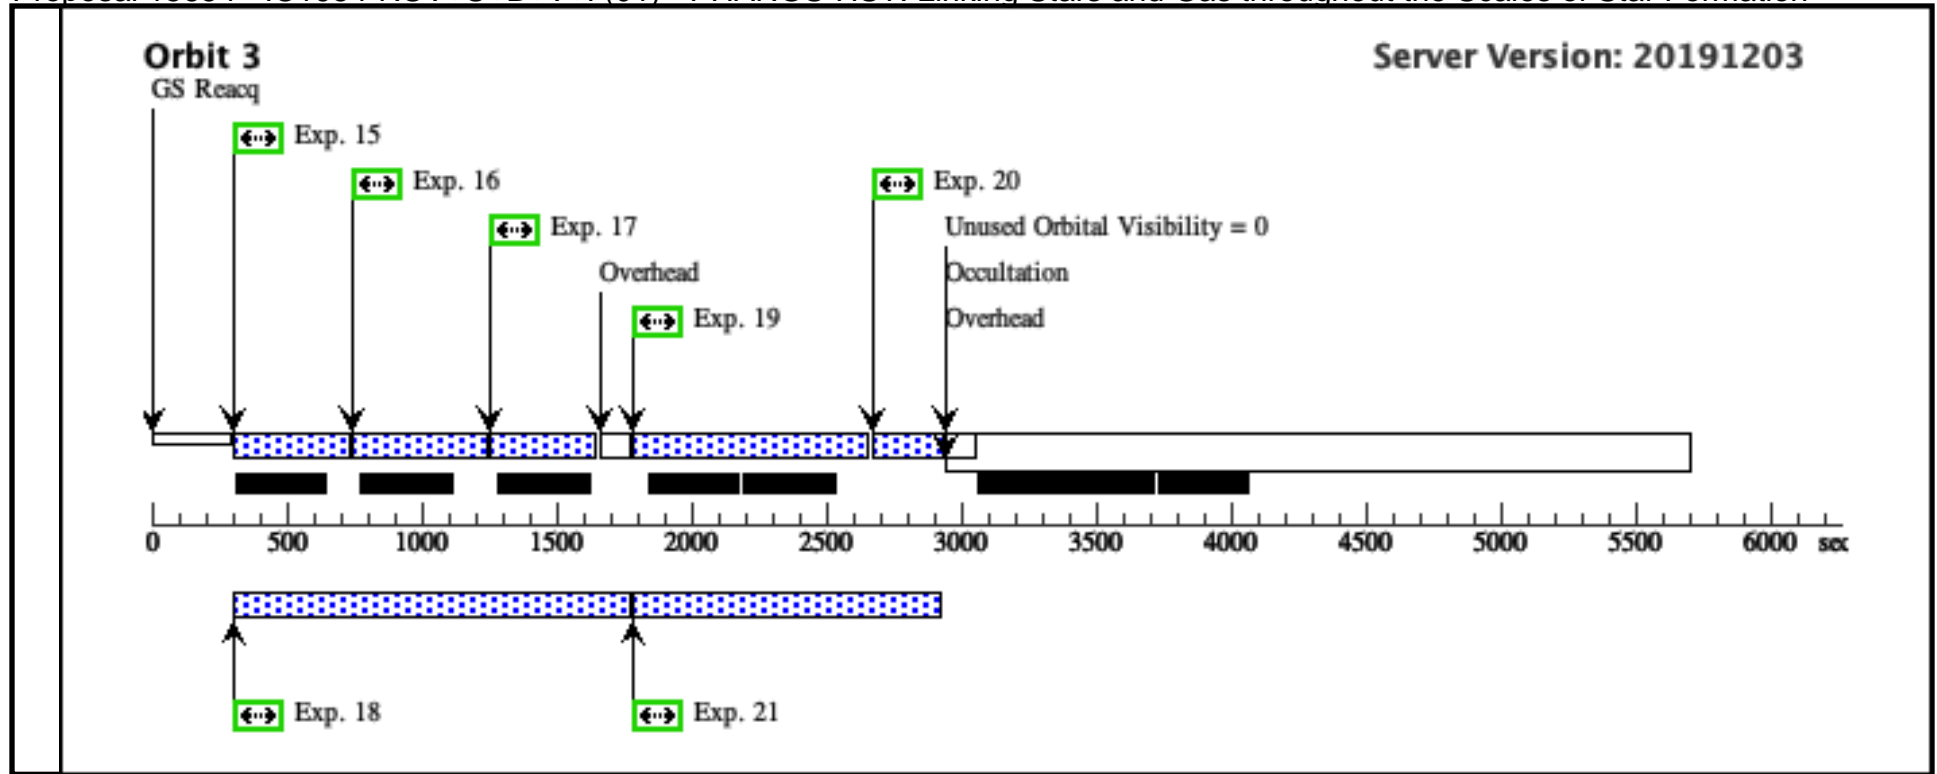 Orbit 3
Server Version: 20191203
GS Reacq
Exp. 15
Exp. 16
Exp. 20
Exp. 17
Unused Orbital Visibility = 0
Overhead
Occultation
Exp. 19
Overhead
0 500 1000 1500 2000 2500 3000 3500 4000 4500 5000 5500 6000 sec
Exp. 18
Exp. 21